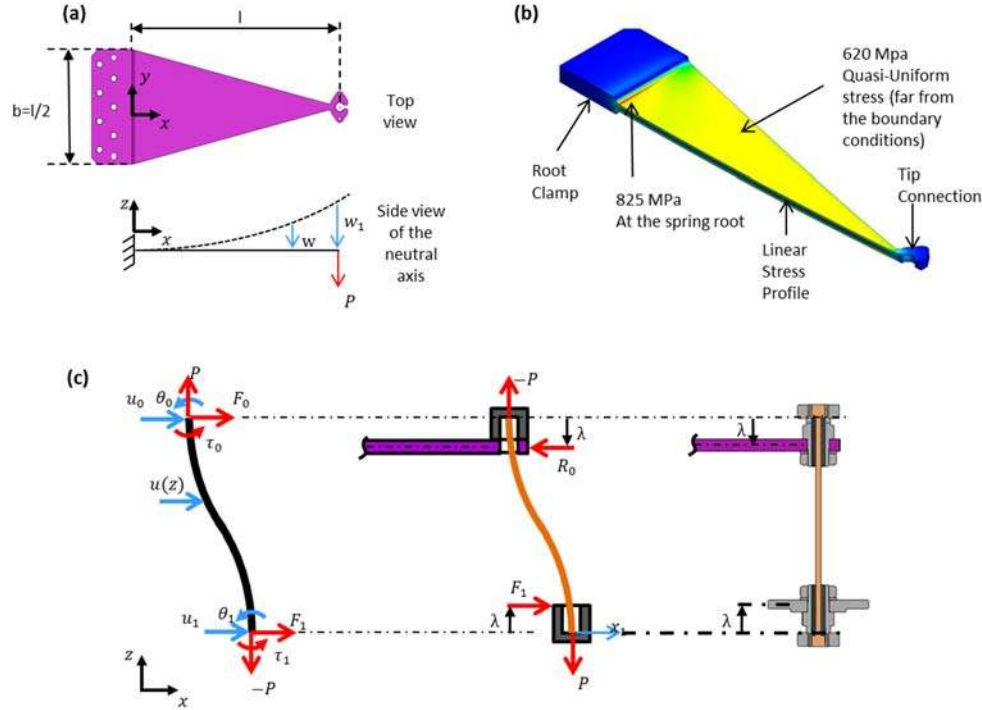 (a)
l
b=l/2
y
x
Top
view
z
x
w
w₁
P
Side view
of the
neutral
axis
(b)
620 Mpa
Quasi-Uniform
stress (far from
the boundary
conditions)
Root
Clamp
825 MPa
At the spring root
Linear
Stress
Profile
Tip
Connection
(c)
P
u₀
θ₀
F₀
τ₀
u(z)
u₁
θ₁
F₁
τ₁
-P
z
x
-P
λ
R₀
F₁
λ
x₁
P
λ
λ